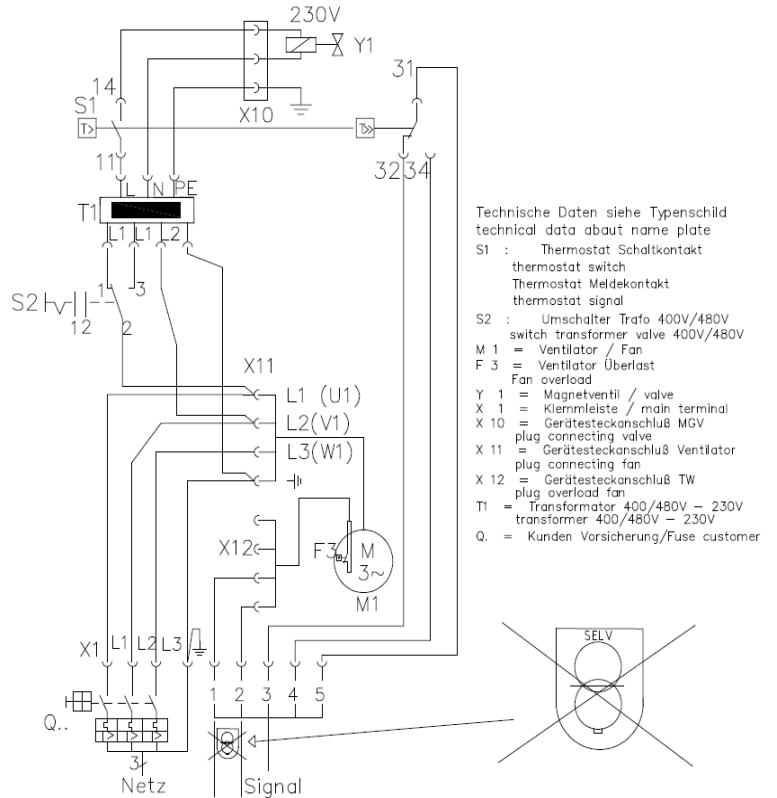 230V
Y1
14
31
S1
T>
T>>
X10
11
32 34
L N PE
T1
L1 L1 L2
1 3
S2
12 2
X11
L1 (U1)
L2(V1)
L3(W1)
X12
F3
M
3~
M1
X1 L1 L2 L3
1 2 3 4 5
Q..
3
Netz
Signal
Technische Daten siehe Typenschild
technical data abaut name plate
S1 : Thermostat Schaltkontakt
thermostat switch
Thermostat Meldekontakt
thermostat signal
S2 : Umschalter Trafo 400V/480V
switch transformer valve 400V/480V
M 1 = Ventilator / Fan
F 3 = Ventilator Überlast
Fan overload
Y 1 = Magnetventil / valve
X 1 = Klemmleiste / main terminal
X 10 = Gerätesteckanschluß MGV
plug connecting valve
X 11 = Gerätesteckanschluß Ventilator
plug connecting fan
X 12 = Gerätesteckanschluß TW
plug overload fan
T1 = Transformator 400/480V – 230V
transformer 400/480V – 230V
Q. = Kunden Vorsicherung/Fuse customer
SELV